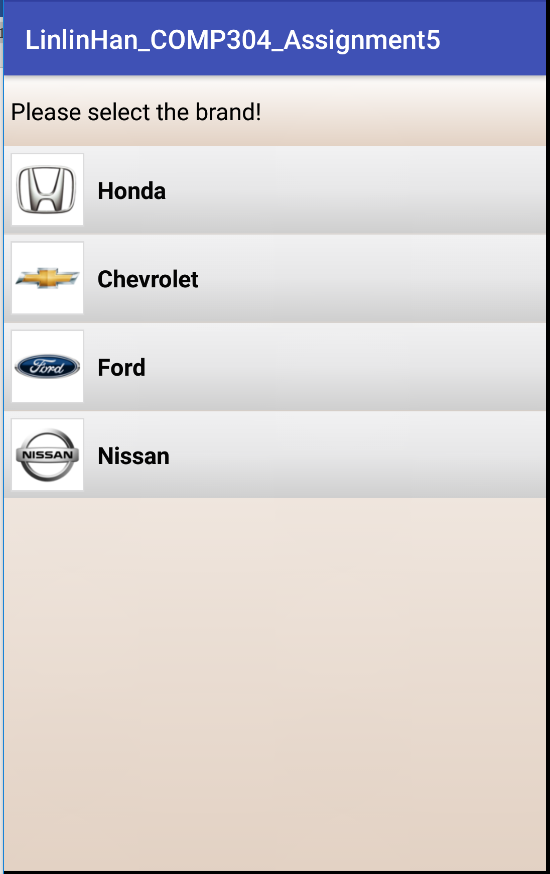 LinlinHan_COMP304_Assignment5
Please select the brand!
Honda
Chevrolet
Ford
Ford
NISSAN
Nissan